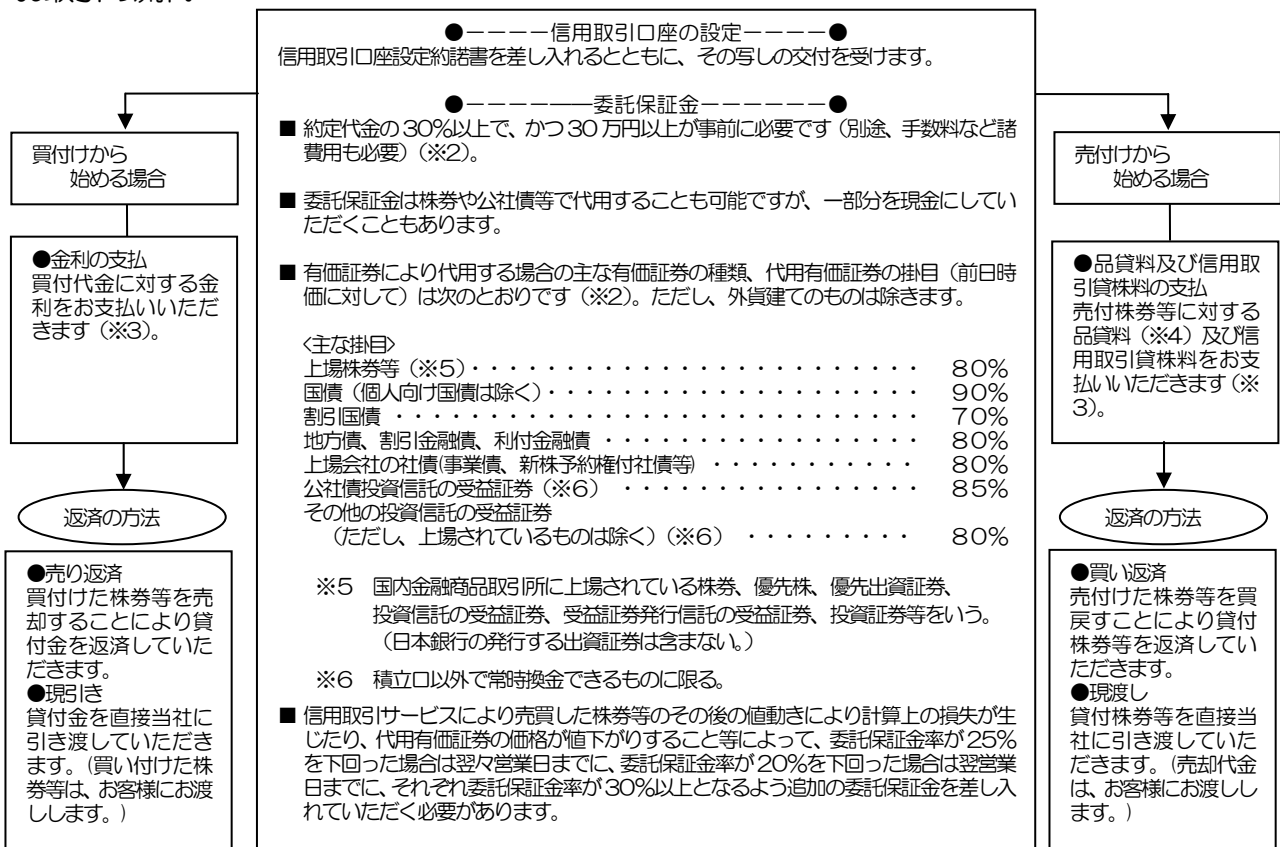 ●－－－－信用取引口座の設定－－－－●
信用取引口座設定約諾書を差し入れるとともに、その写しの交付を受けます。
●－－－－－―委託保証金－－－－－－●
■ 約定代金の30%以上で、かつ30万円以上が事前に必要です（別途、手数料など諸
費用も必要）（※2）。
■ 委託保証金は株券や公社債等で代用することも可能ですが、一部分を現金にしてい
ただくこともあります。
■ 有価証券により代用する場合の主な有価証券の種類、代用有価証券の掛目（前日時
価に対して）は次のとおりです（※2）。ただし、外貨建てのものは除きます。
〈主な掛目〉
上場株券等（※5）・・・・・・・・・・・・・・・・・・・・・・・・・ 80%
国債（個人向け国債は除く）・・・・・・・・・・・・・・・・・・・・・ 90%
割引国債 ・・・・・・・・・・・・・・・・・・・・・・・・・・・・・ 70%
地方債、割引金融債、利付金融債 ・・・・・・・・・・・・・・・・・・ 80%
上場会社の社債(事業債、新株予約権付社債等) ・・・・・・・・・・・ 80%
公社債投資信託の受益証券（※6） ・・・・・・・・・・・・・・・・・ 85%
その他の投資信託の受益証券
（ただし、上場されているものは除く）（※6） ・・・・・・・・・ 80%
※5 国内金融商品取引所に上場されている株券、優先株、優先出資証券、
投資信託の受益証券、受益証券発行信託の受益証券、投資証券等をいう。
（日本銀行の発行する出資証券は含まない。）
※6 積立口以外で常時換金できるものに限る。
■ 信用取引サービスにより売買した株券等のその後の値動きにより計算上の損失が生
じたり、代用有価証券の価格が値下がりすること等によって、委託保証金率が25%
を下回った場合は翌々営業日までに、委託保証金率が20%を下回った場合は翌営業
日までに、それぞれ委託保証金率が30%以上となるよう追加の委託保証金を差し入
れていただく必要があります。
買付けから
始める場合
●金利の支払
買付代金に対する金
利をお支払いいただ
きます（※3）。
返済の方法
●売り返済
買付けた株券等を売
却することにより貸
付金を返済していた
だきます。
●現引き
貸付金を直接当社に
引き渡していただき
ます。（買い付けた株
券等は、お客様にお渡
しします。）
売付けから
始める場合
●品貸料及び信用取
引貸株料の支払
売付株券等に対する
品貸料（※4）及び信
用取引貸株料をお支
払いいただきます（※
3）。
返済の方法
●買い返済
売付けた株券等を買
戻すことにより貸付
株券等を返済してい
ただきます。
●現渡し
貸付株券等を直接当
社に引き渡していた
だきます。（売却代金
は、お客様にお渡しし
ます。）